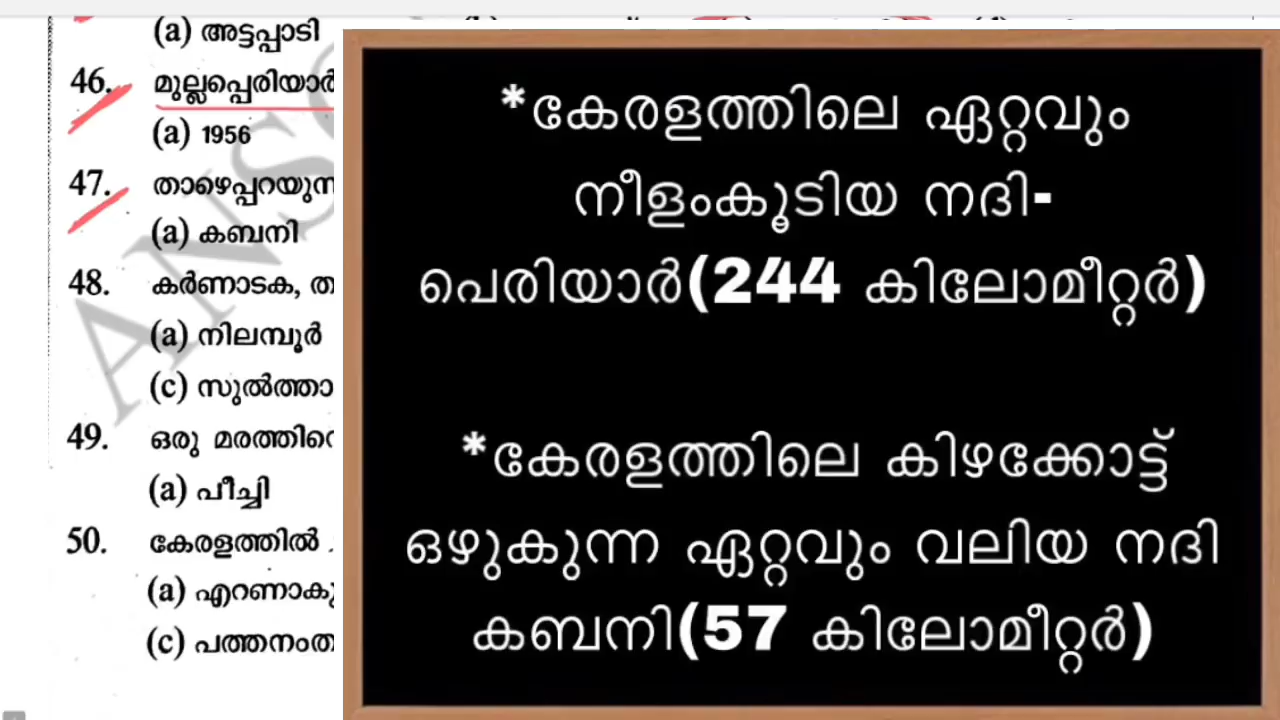 (a) അട്ടപ്പാടി
46. മുല്ലപ്പെരിയാർ
(a) 1956
47. താഴെപ്പറയുന്ന
(a) കബനി
48. കർണാടക, ത
(a) നിലമ്പൂർ
(c) സുൽത്താ
49. ഒരു മരത്തിന്റെ
(a) പീച്ചി
50. കേരളത്തിൽ
(a) എറണാകു
(c) പത്തനംത
ANS
*കേരളത്തിലെ ഏറ്റവും
നീളംകൂടിയ നദി-
പെരിയാർ(244 കിലോമീറ്റർ)
*കേരളത്തിലെ കിഴക്കോട്ട്
ഒഴുകുന്ന ഏറ്റവും വലിയ നദി
കബനി(57 കിലോമീറ്റർ)